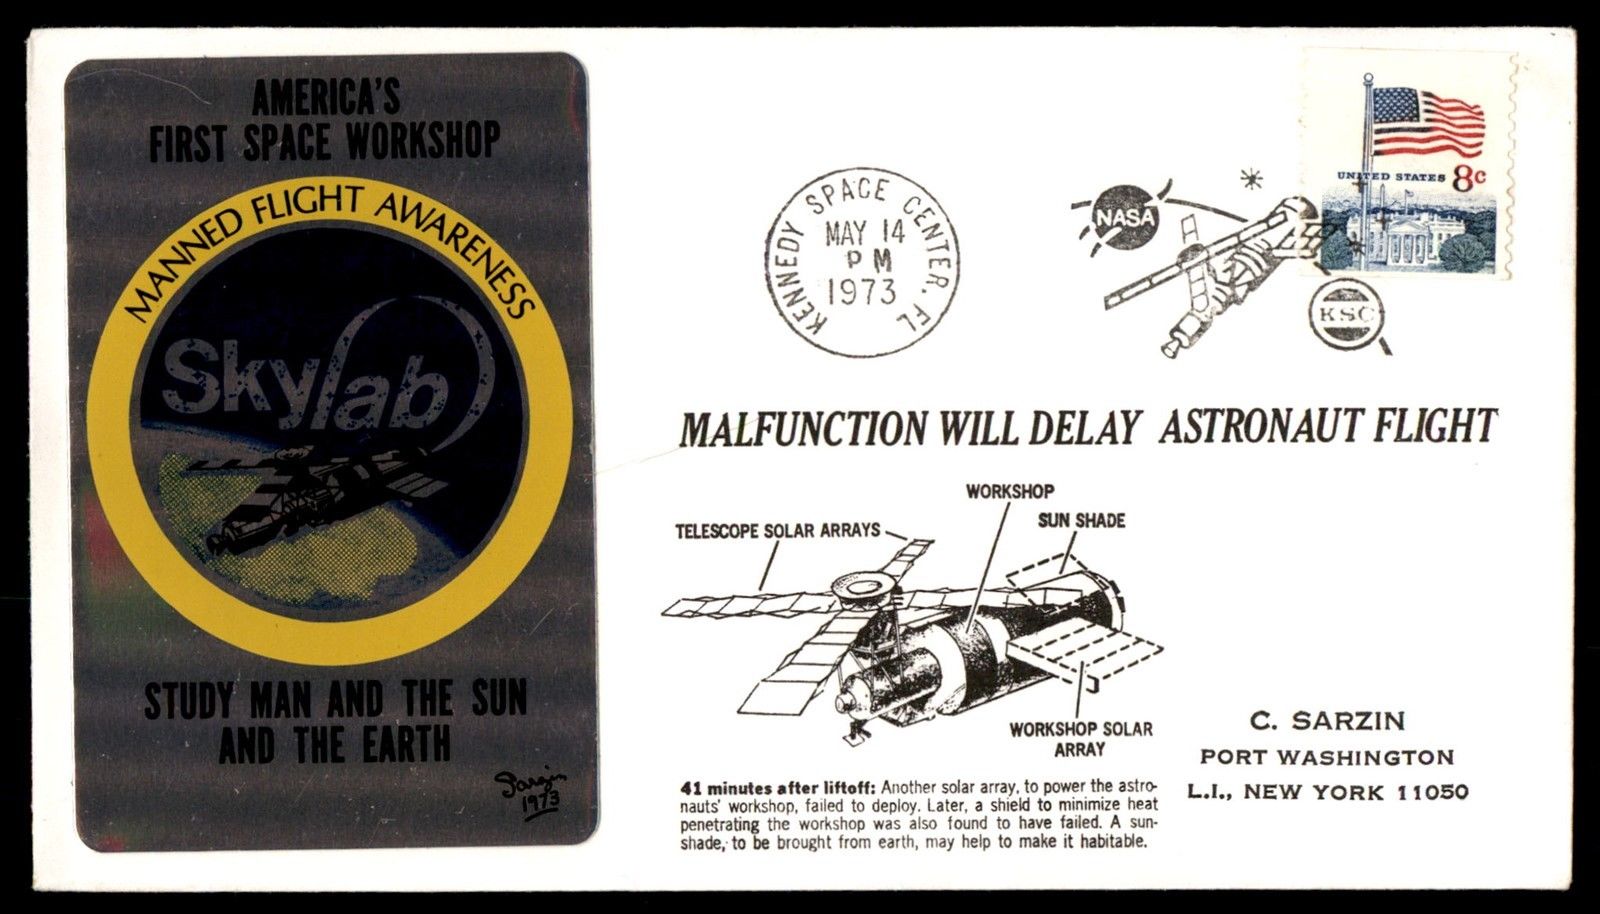 AMERICA'S
FIRST SPACE WORKSHOP
MANNED FLIGHT AWARENESS
Skylab
STUDY MAN AND THE SUN
AND THE EARTH
Sarzin
1973
KENNEDY SPACE CENTER, FL
MAY 14
PM
1973
NASA
KSC
UNITED STATES 8c
MALFUNCTION WILL DELAY ASTRONAUT FLIGHT
WORKSHOP
SUN SHADE
TELESCOPE SOLAR ARRAYS
WORKSHOP SOLAR
ARRAY
41 minutes after liftoff: Another solar array, to power the astro-
nauts' workshop, failed to deploy. Later, a shield to minimize heat
penetrating the workshop was also found to have failed. A sun-
shade, to be brought from earth, may help to make it habitable.
C. SARZIN
PORT WASHINGTON
L.I., NEW YORK 11050